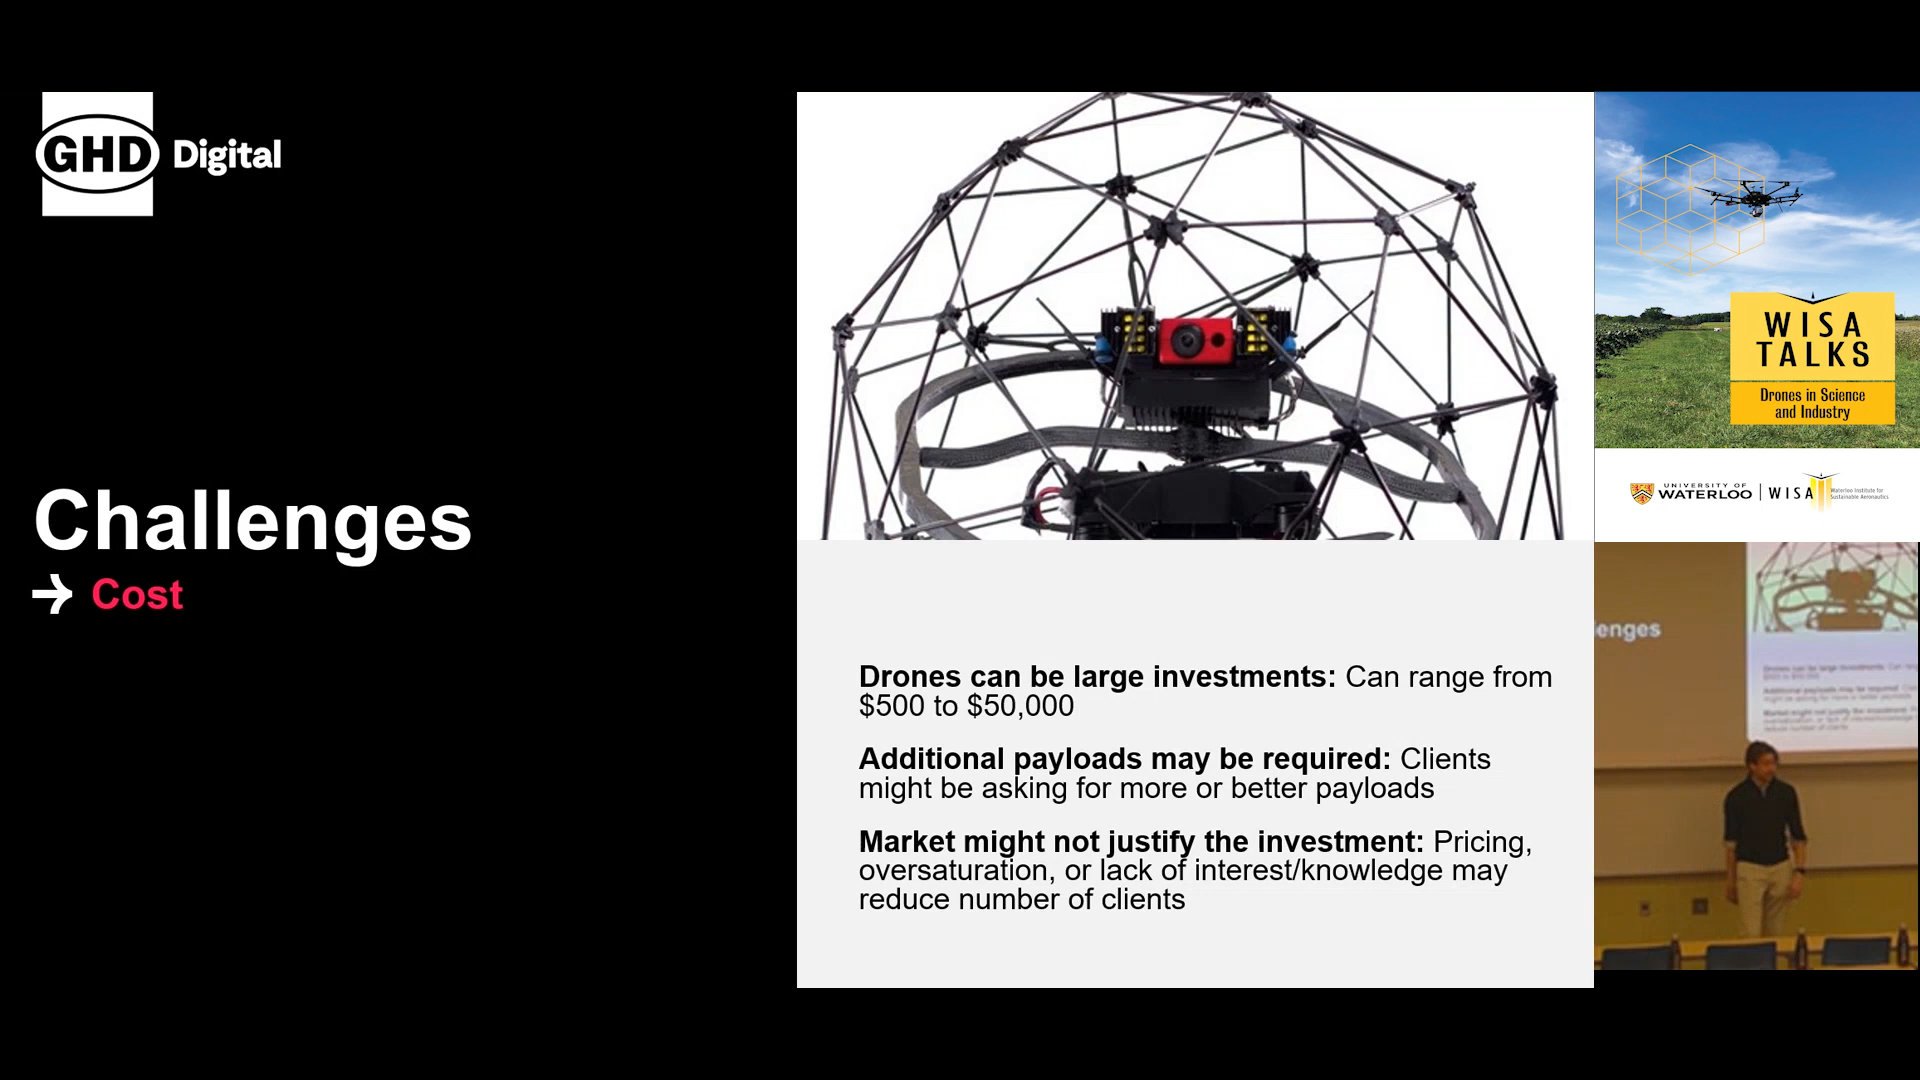 GHD Digital
Challenges
Cost
Drones can be large investments: Can range from
$500 to $50,000
Additional payloads may be required: Clients
might be asking for more or better payloads
Market might not justify the investment: Pricing,
oversaturation, or lack of interest/knowledge may
reduce number of clients
WISA
TALKS
Drones in Science
and Industry
UNIVERSITY OF
WATERLOO
WISA
Waterloo Institute for
Sustainable Aeronautics
lenges